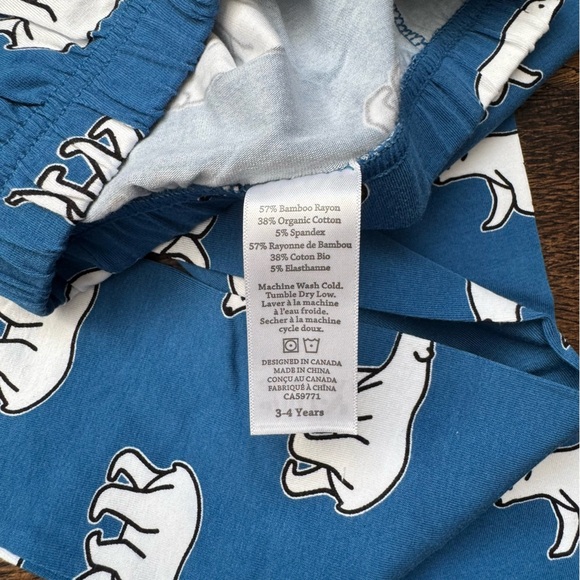 57% Bamboo Rayon
38% Organic Cotton
5% Spandex
57% Rayonne de Bambou
38% Coton Bio
5% Elasthanne
Machine Wash Cold.
Tumble Dry Low.
Laver à la machine
à l'eau froide.
Secher à la machine
cycle doux.
DESIGNED IN CANADA
MADE IN CHINA
CONÇU AU CANADA
FABRIQUÉ À CHINA
CA59771
3-4 Years